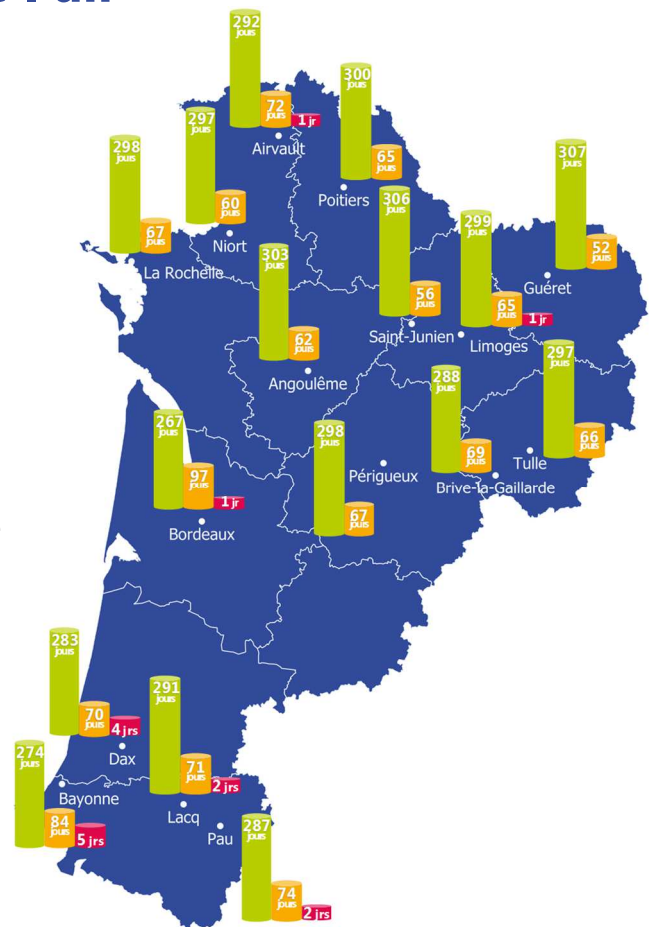 292
jours
72
jours
1 jr
Airvault
300
jours
65
jours
Poitiers
297
jours
60
jours
Niort
298
jours
67
jours
La Rochelle
307
jours
52
jours
Guéret
306
jours
56
jours
Saint-Junien
299
jours
65
jours
1 jr
Limoges
303
jours
62
jours
Angoulême
297
jours
66
jours
Tulle
288
jours
69
jours
Brive-la-Gaillarde
267
jours
97
jours
1 jr
Bordeaux
298
jours
67
jours
Périgueux
283
jours
70
jours
4 jrs
Dax
291
jours
71
jours
2 jrs
Lacq
274
jours
84
jours
5 jrs
Bayonne
287
jours
74
jours
2 jrs
Pau